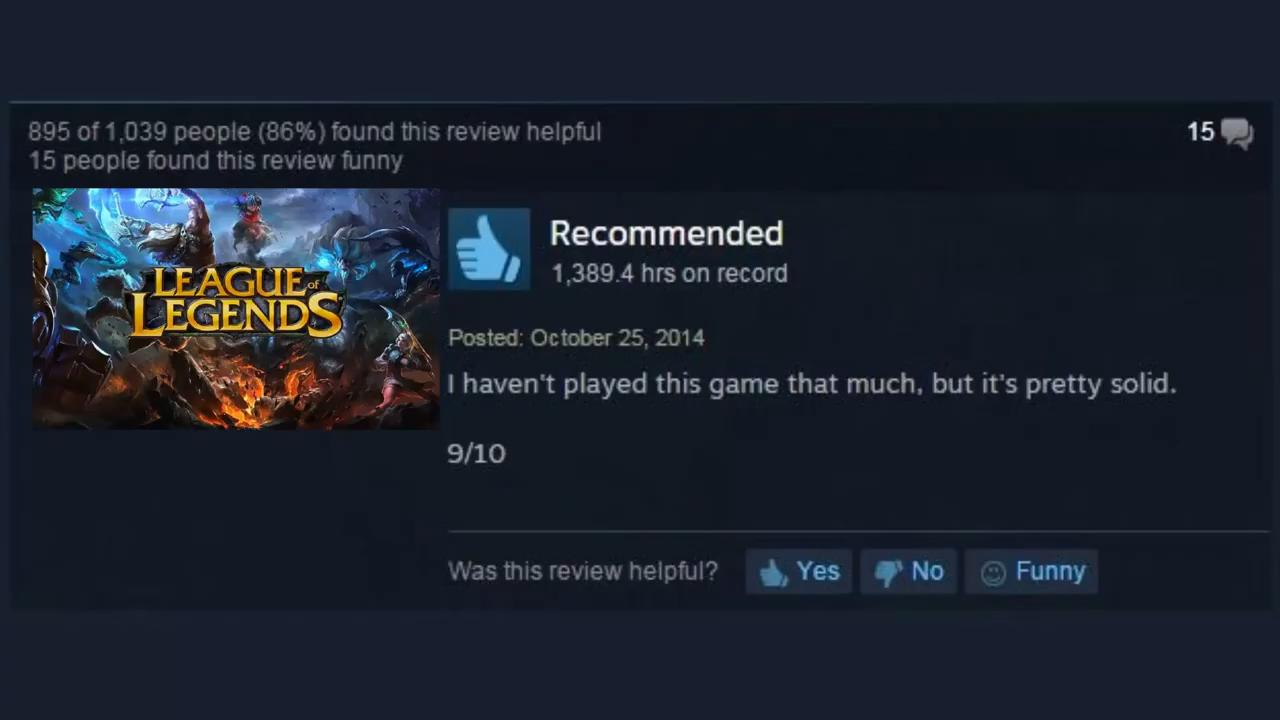 895 of 1,039 people (86%) found this review helpful
15
15 people found this review funny
LEAGUE of
LEGENDS
Recommended
1,389.4 hrs on record
Posted: October 25, 2014
I haven't played this game that much, but it's pretty solid.
9/10
Was this review helpful? Yes No Funny